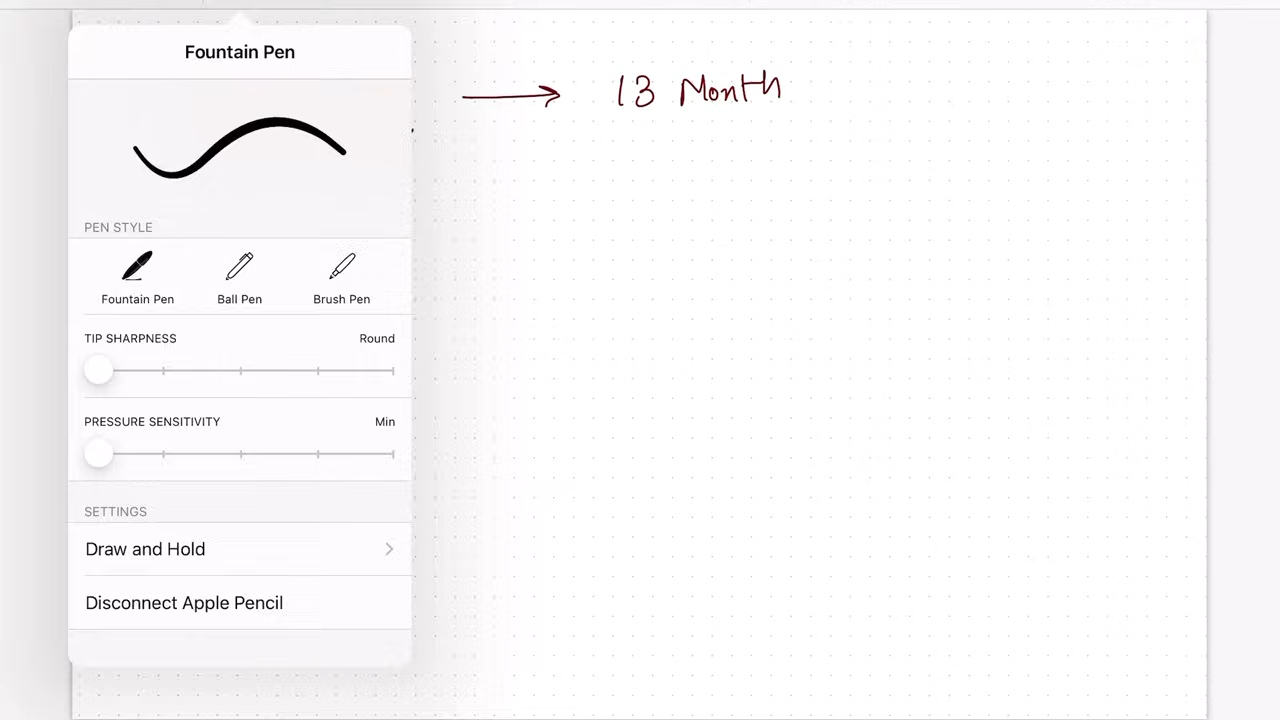 Fountain Pen
→ 13 Month
PEN STYLE
Fountain Pen Ball Pen Brush Pen
TIP SHARPNESS Round
PRESSURE SENSITIVITY Min
SETTINGS
Draw and Hold
Disconnect Apple Pencil